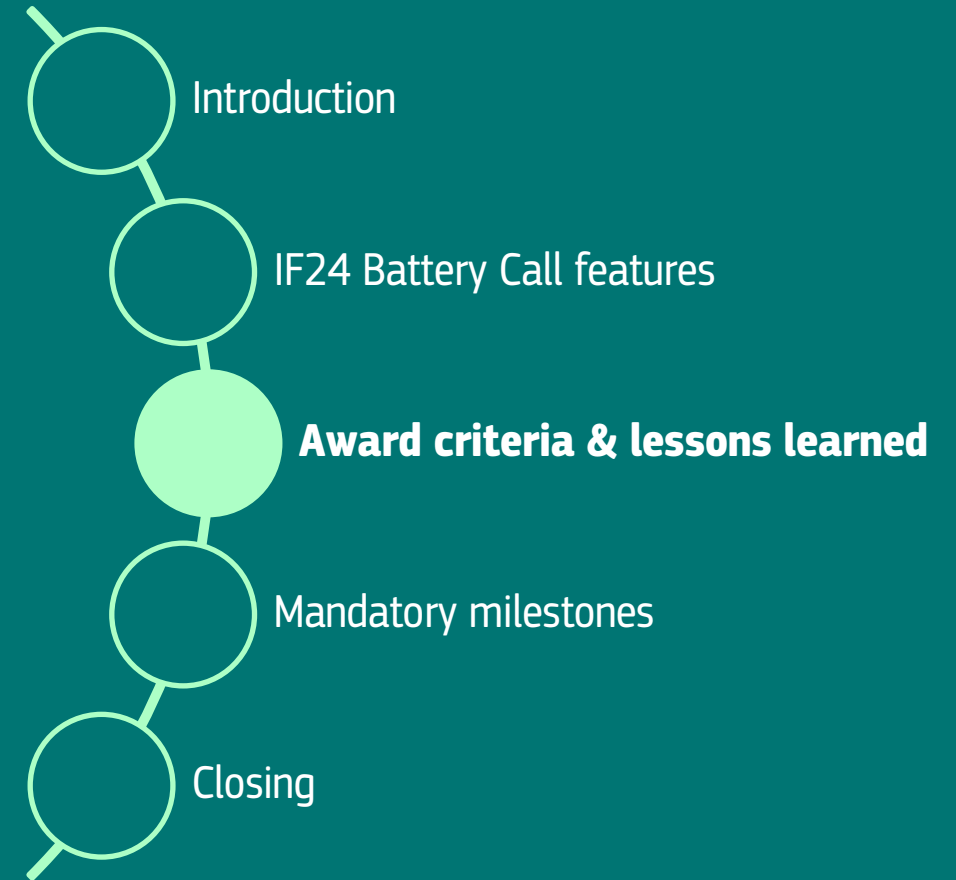 Introduction
IF24 Battery Call features
Award criteria & lessons learned
Mandatory milestones
Closing